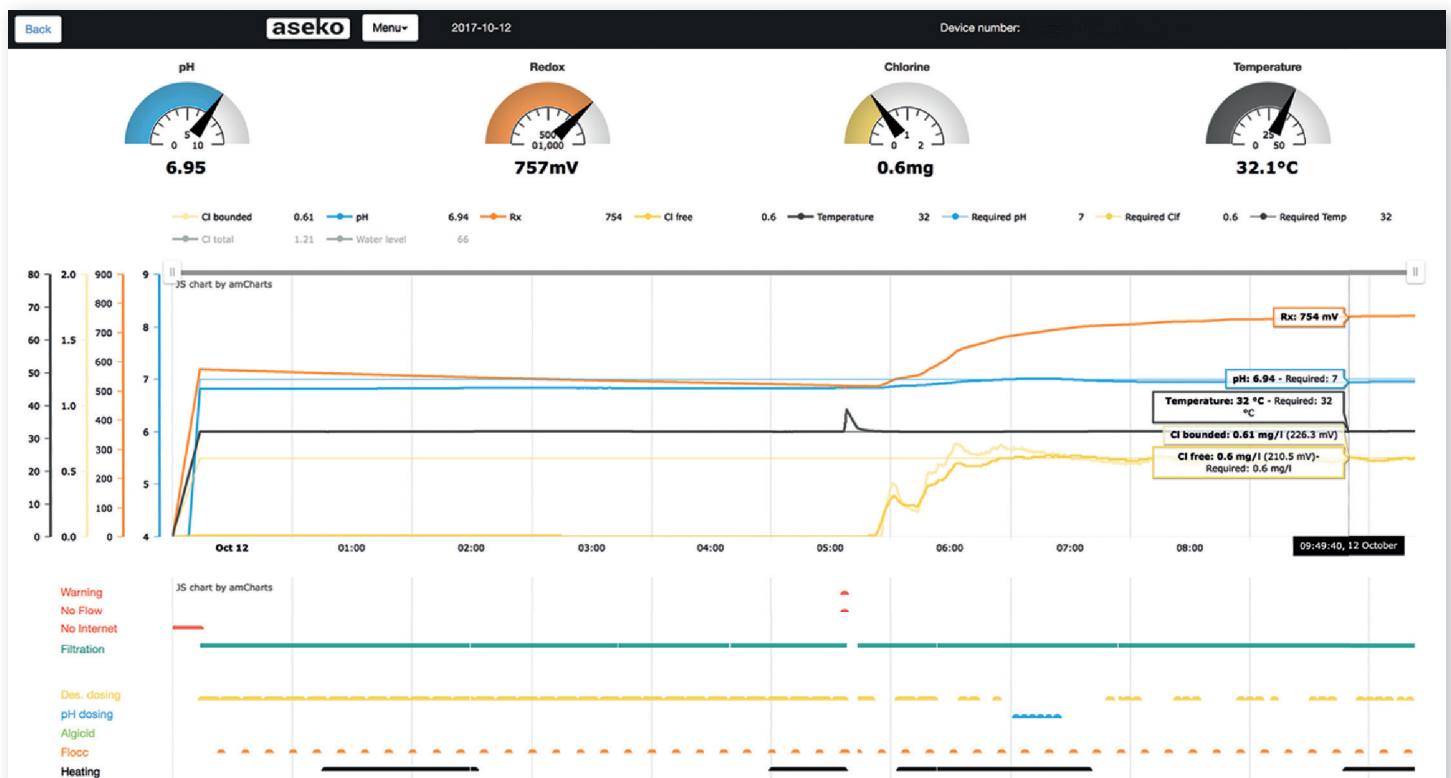 Back aseko Menu 2017-10-12 Device number:
pH Redox Chlorine Temperature
0 5 10 0 500 1,000 0 1 2 0 25 50
6.95 757mV 0.6mg 32.1°C
Cl bounded 0.61 pH 6.94 Rx 754 Cl free 0.6 Temperature 32 Required pH 7 Required Clf 0.6 Required Temp 32
Cl total 1.21 Water level 66
80 2.0 900 9
JS chart by amCharts
800
70
Rx: 754 mV
8
700
60 1.5
600
50
7
pH: 6.94 - Required: 7
500
Temperature: 32 °C - Required: 32
°C
40 1.0
400
30
6
Cl bounded: 0.61 mg/l (226.3 mV)
300
Cl free: 0.6 mg/l (210.5 mV)-
Required: 0.6 mg/l
20 0.5
200
5
10
100
0 0.0 0 4
Oct 12 01:00 02:00 03:00 04:00 05:00 06:00 07:00 08:00 09:49:40, 12 October
JS chart by amCharts
Warning
No Flow
No Internet
Filtration
Des. dosing
pH dosing
Algicid
Flocc
Heating